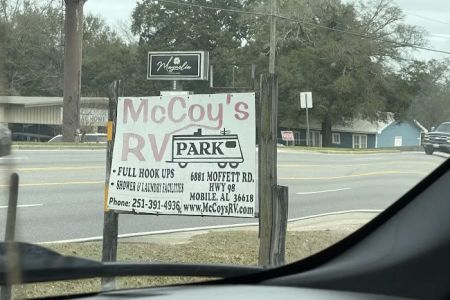 Magnolia
McCoy's
RV PARK
• FULL HOOK UPS
• SHOWER & LAUNDRY FACILITIES
Phone: 251-391-4936
6881 MOFFETT RD.
HWY 98
MOBILE, AL 36618
www.McCoysRV.com